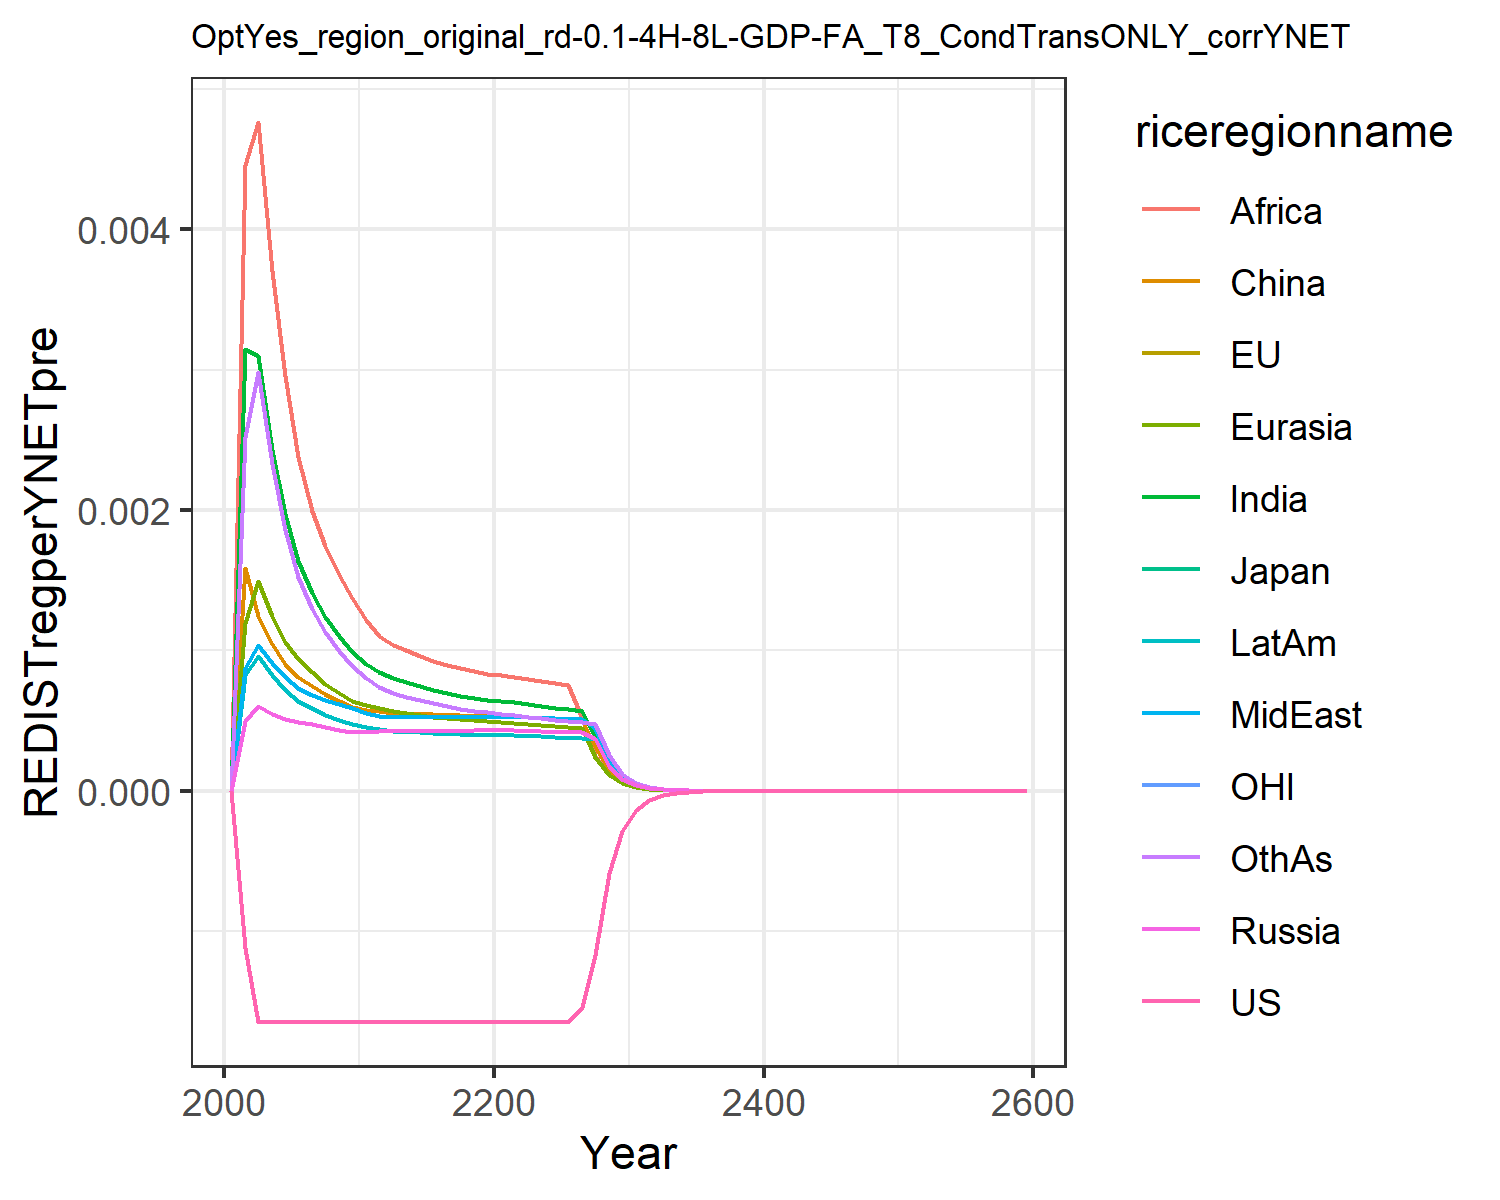 OptYes_region_original_rd-0.1-4H-8L-GDP-FA_T8_CondTransONLY_corrYNET
REDISTregperYNETpre
0.004
0.002
0.000
2000
2200
2400
2600
Year
riceregionname
Africa
China
EU
Eurasia
India
Japan
LatAm
MidEast
OHI
OthAs
Russia
US